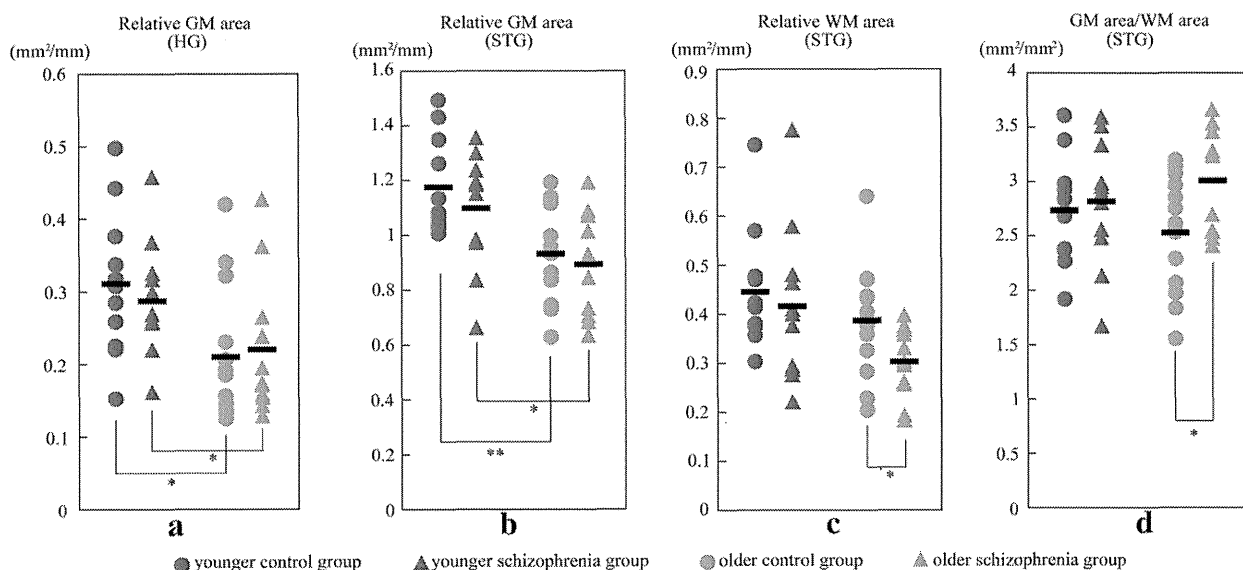 Relative GM area
(HG)
(mm²/mm)
0.6
0.5
0.4
0.3
0.2
0.1
0
*
*
a
Relative GM area
(STG)
(mm²/mm)
1.6
1.4
1.2
1
0.8
0.6
0.4
0.2
0
*
**
b
Relative WM area
(STG)
(mm²/mm)
0.9
0.8
0.7
0.6
0.5
0.4
0.3
0.2
0.1
0
*
c
GM area/WM area
(STG)
(mm²/mm²)
4
3.5
3
2.5
2
1.5
1
0.5
0
*
d
younger control group
younger schizophrenia group
older control group
older schizophrenia group